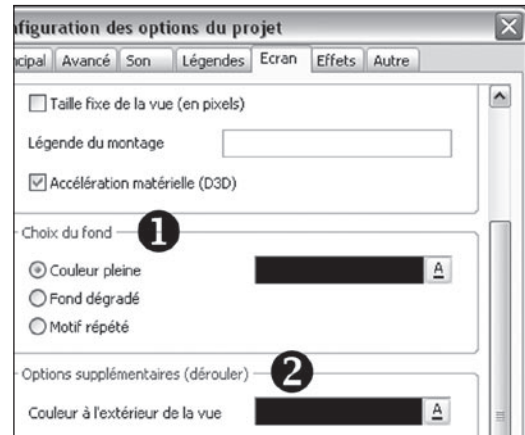 nfiguration des options du projet
ncipal Avancé Son Légendes Ecran Effets Autre
Taille fixe de la vue (en pixels)
Légende du montage
Accélération matérielle (D3D)
Choix du fond 1
Couleur pleine A
Fond dégradé
Motif répété
Options supplémentaires (dérouler) 2
Couleur à l'extérieur de la vue A